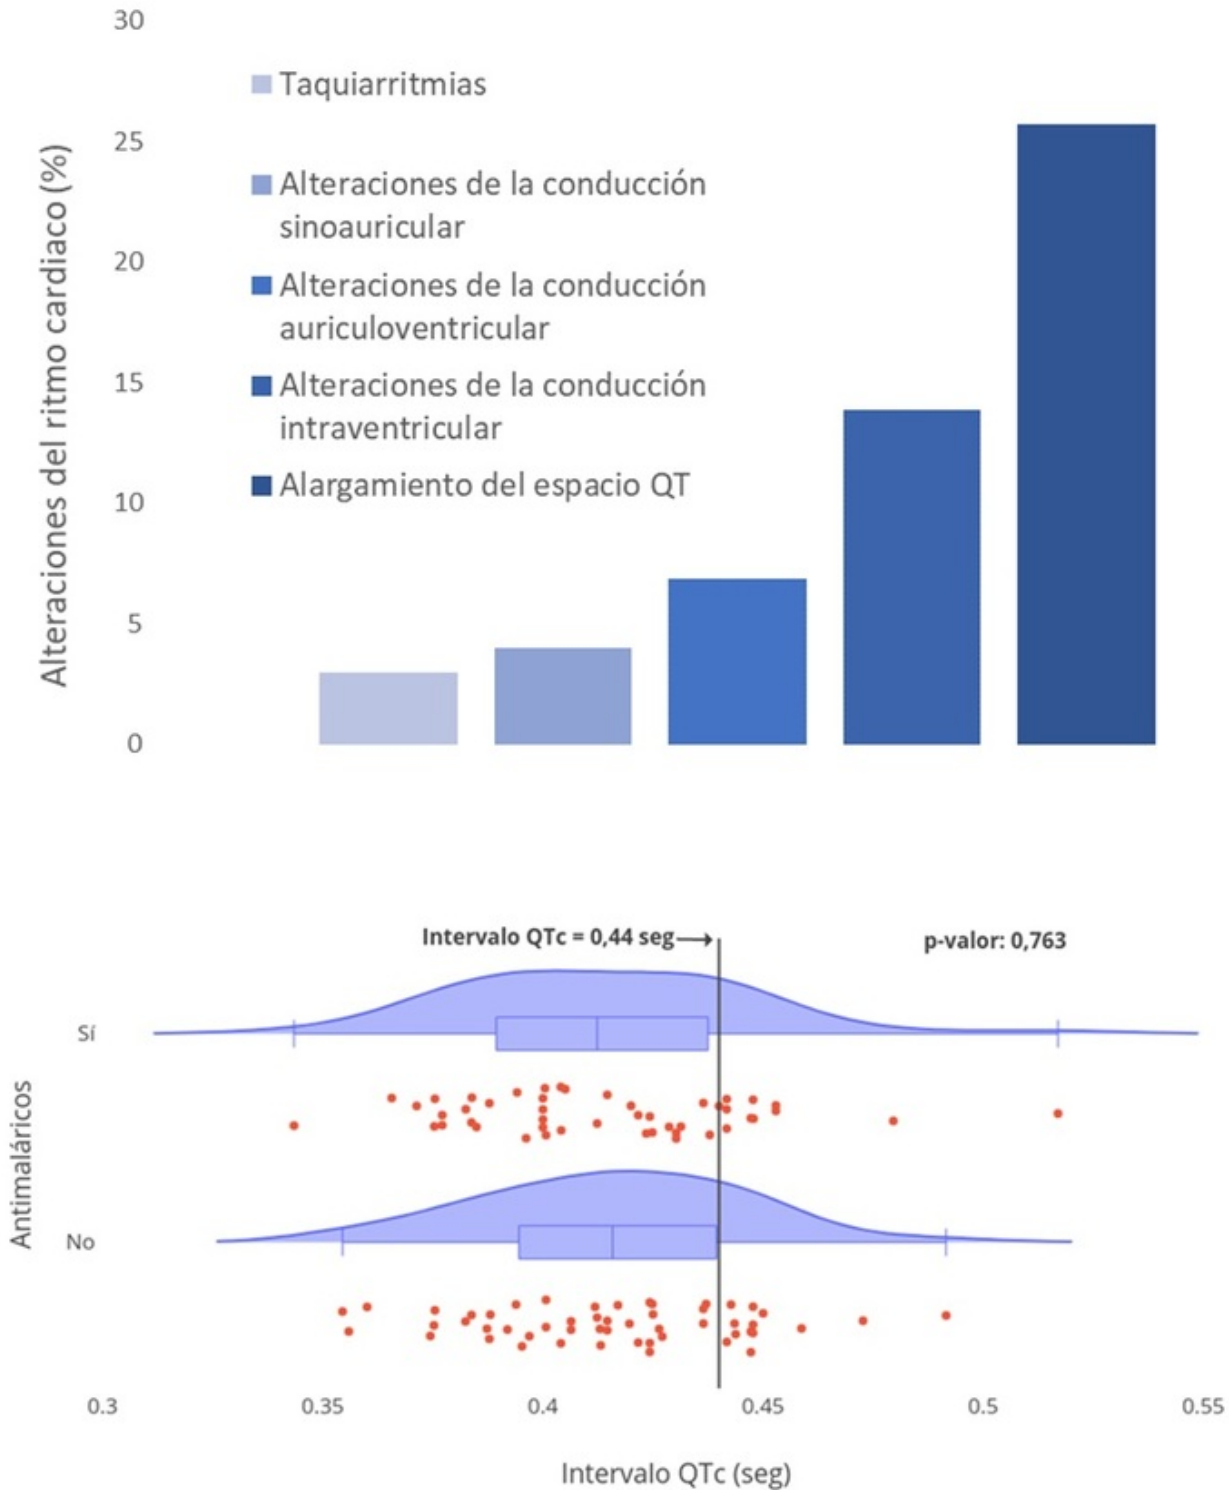 30
Taquiarritmias
25
Alteraciones de la conducción
sinoauricular
20
Alteraciones de la conducción
auriculoventricular
15
Alteraciones de la conducción
intraventricular
10
Alargamiento del espacio QT
5
0
Alteraciones del ritmo cardiaco (%)
Intervalo QTc = 0,44 seg
p-valor: 0,763
Sí
No
Antimaláricos
0.3 0.35 0.4 0.45 0.5 0.55
Intervalo QTc (seg)